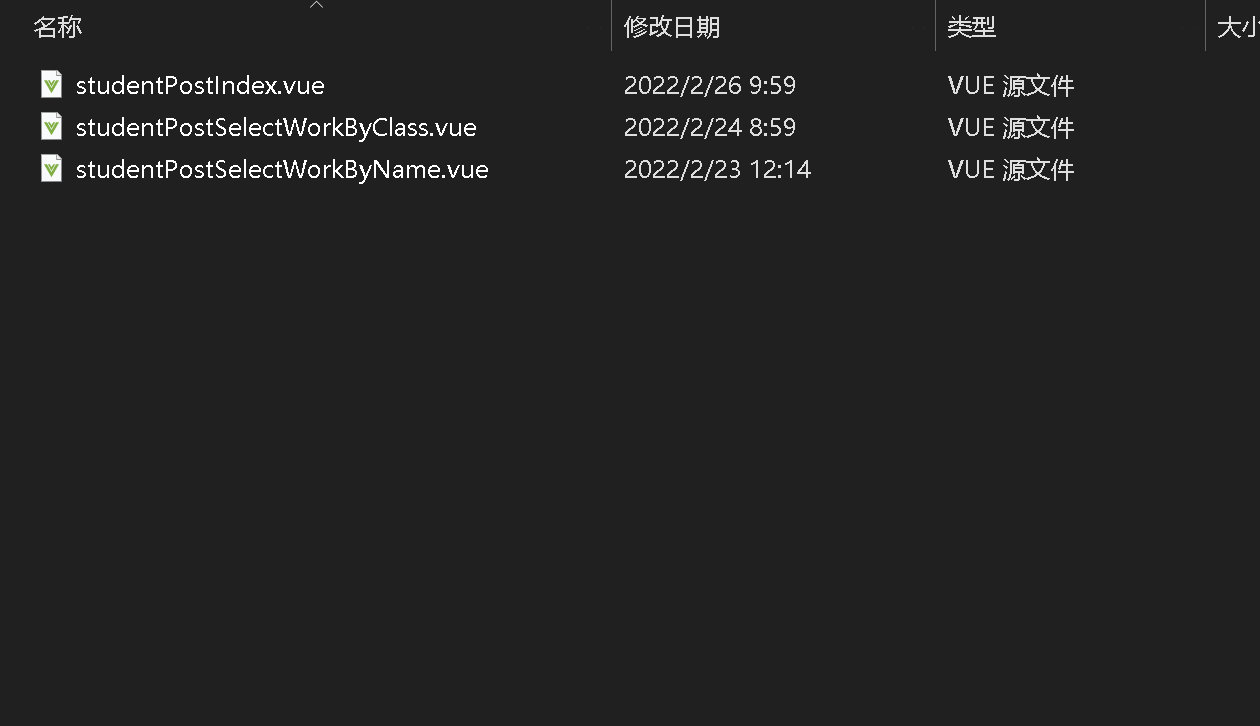 名称 修改日期 类型 大小
studentPostIndex.vue 2022/2/26 9:59 VUE 源文件
studentPostSelectWorkByClass.vue 2022/2/24 8:59 VUE 源文件
studentPostSelectWorkByName.vue 2022/2/23 12:14 VUE 源文件